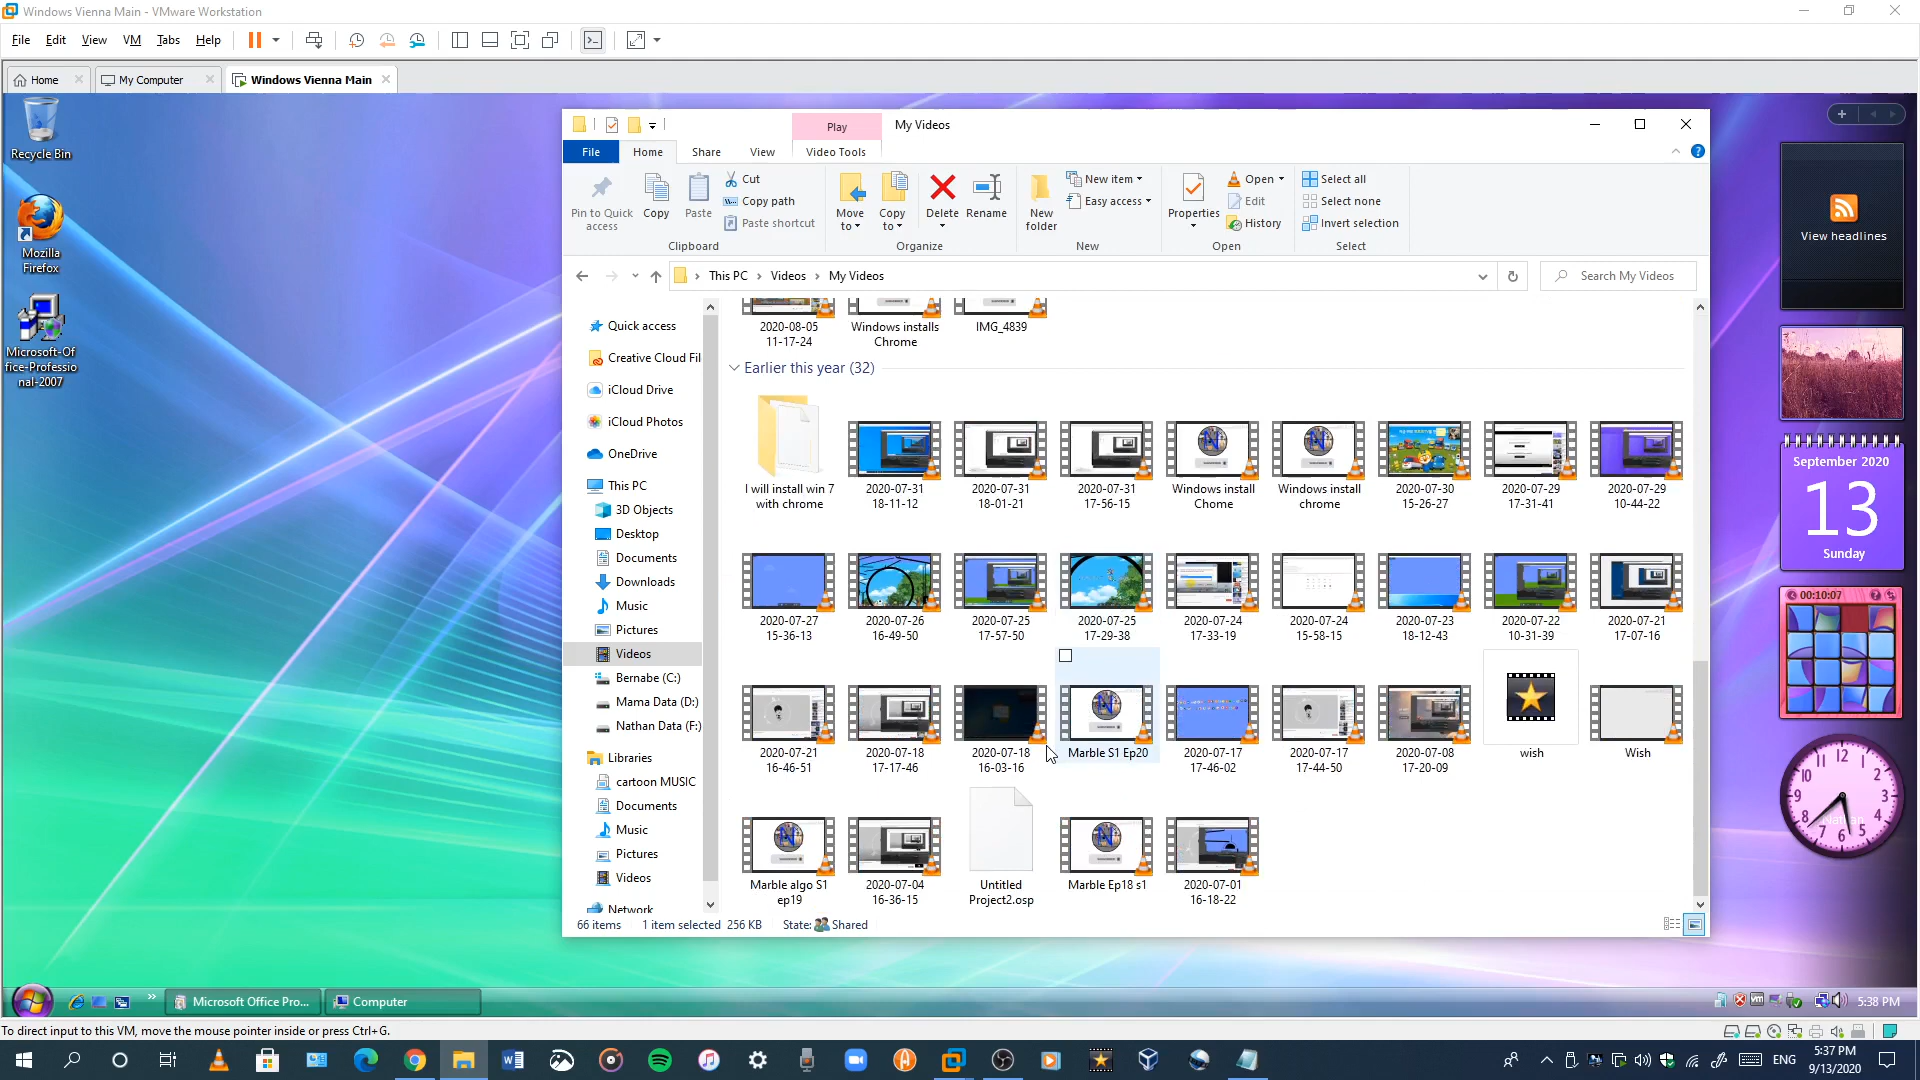 Windows Vienna Main - VMware Workstation
File Edit View VM Tabs Help
Home My Computer Windows Vienna Main
Recycle Bin
Mozilla
Firefox
Microsoft-Of
fice-Professio
nal-2007
Play My Videos
File Home Share View Video Tools
Pin to Quick
access
Copy
Paste
Cut
Copy path
Paste shortcut
Clipboard
Move
to
Copy
to
Delete
Rename
Organize
New
folder
New item
Easy access
New
Properties
Open
Edit
History
Open
Select all
Select none
Invert selection
Select
This PC Videos My Videos
Search My Videos
Quick access
Creative Cloud Fil
iCloud Drive
iCloud Photos
OneDrive
This PC
3D Objects
Desktop
Documents
Downloads
Music
Pictures
Videos
Bernabe (C:)
Mama Data (D:)
Nathan Data (F:)
Libraries
cartoon MUSIC
Documents
Music
Pictures
Videos
Network
2020-08-05
11-17-24
Windows installs
Chrome
IMG_4839
Earlier this year (32)
I will install win 7
with chrome
2020-07-31
18-11-12
2020-07-31
18-01-21
2020-07-31
17-56-15
Windows install
Chome
Windows install
chrome
2020-07-30
15-26-27
2020-07-29
17-31-41
2020-07-29
10-44-22
2020-07-27
15-36-13
2020-07-26
16-49-50
2020-07-25
17-57-50
2020-07-25
17-29-38
2020-07-24
17-33-19
2020-07-24
15-58-15
2020-07-23
18-12-43
2020-07-22
10-31-39
2020-07-21
17-07-16
2020-07-21
16-46-51
2020-07-18
17-17-46
2020-07-18
16-03-16
Marble S1 Ep20
2020-07-17
17-46-02
2020-07-17
17-44-50
2020-07-08
17-20-09
wish
Wish
Marble algo S1
ep19
2020-07-04
16-36-15
Untitled
Project2.osp
Marble Ep18 s1
2020-07-01
16-18-22
66 items 1 item selected 256 KB State: Shared
View headlines
September 2020
13
Sunday
00:10:07
12
1
2
3
4
5
6
7
8
9
10
11
Microsoft Office Pro...
Computer
5:38 PM
To direct input to this VM, move the mouse pointer inside or press Ctrl+G.
ENG
5:37 PM
9/13/2020